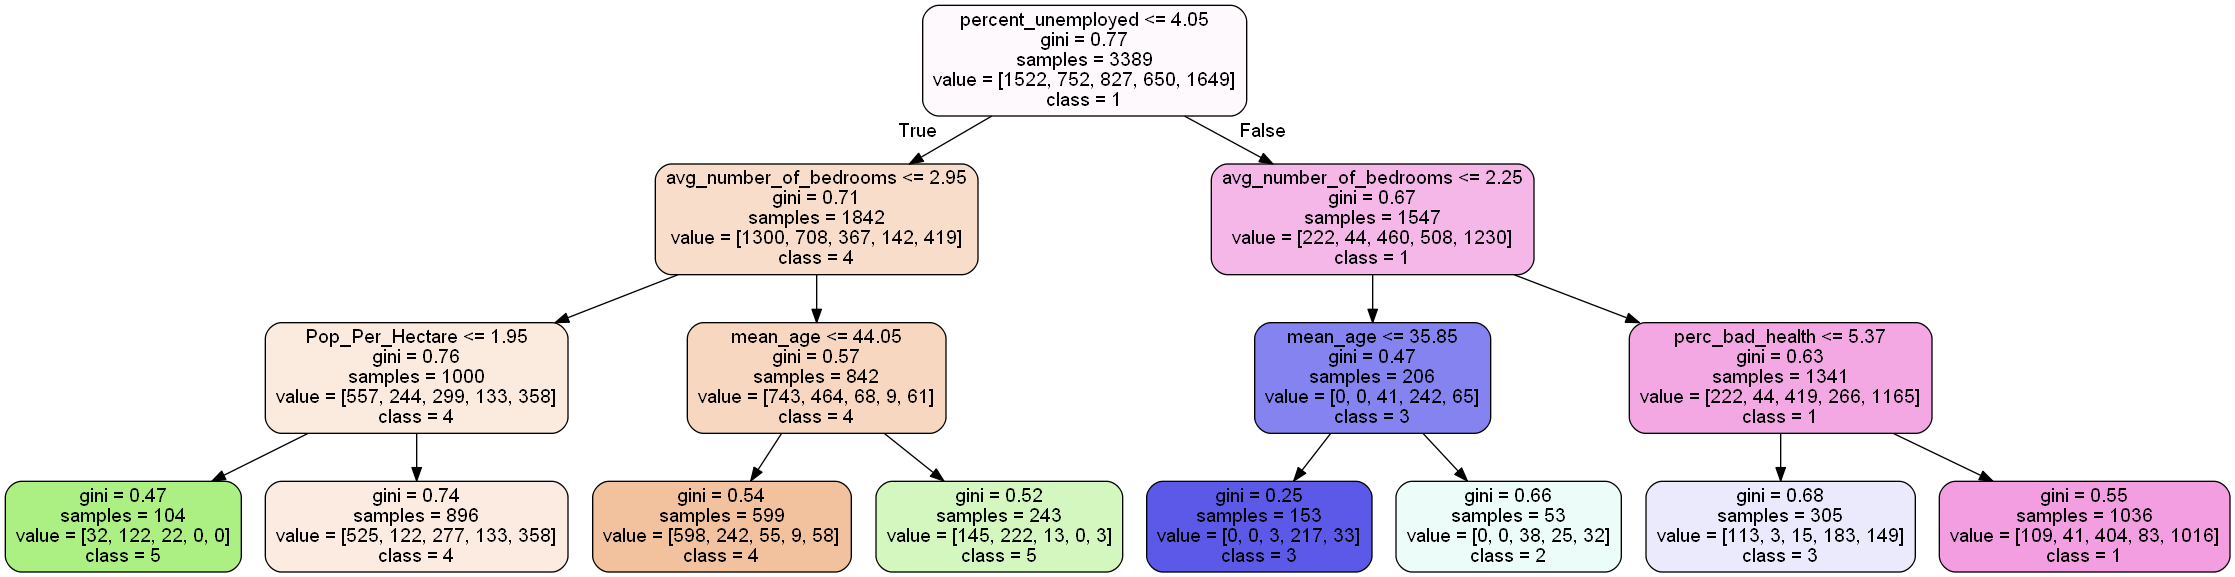 percent_unemployed <= 4.05
gini = 0.77
samples = 3389
value = [1522, 752, 827, 650, 1649]
class = 1
True
False
avg_number_of_bedrooms <= 2.95
gini = 0.71
samples = 1842
value = [1300, 708, 367, 142, 419]
class = 4
avg_number_of_bedrooms <= 2.25
gini = 0.67
samples = 1547
value = [222, 44, 460, 508, 1230]
class = 1
Pop_Per_Hectare <= 1.95
gini = 0.76
samples = 1000
value = [557, 244, 299, 133, 358]
class = 4
mean_age <= 44.05
gini = 0.57
samples = 842
value = [743, 464, 68, 9, 61]
class = 4
mean_age <= 35.85
gini = 0.47
samples = 206
value = [0, 0, 41, 242, 65]
class = 3
perc_bad_health <= 5.37
gini = 0.63
samples = 1341
value = [222, 44, 419, 266, 1165]
class = 1
gini = 0.47
samples = 104
value = [32, 122, 22, 0, 0]
class = 5
gini = 0.74
samples = 896
value = [525, 122, 277, 133, 358]
class = 4
gini = 0.54
samples = 599
value = [598, 242, 55, 9, 58]
class = 4
gini = 0.52
samples = 243
value = [145, 222, 13, 0, 3]
class = 5
gini = 0.25
samples = 153
value = [0, 0, 3, 217, 33]
class = 3
gini = 0.66
samples = 53
value = [0, 0, 38, 25, 32]
class = 2
gini = 0.68
samples = 305
value = [113, 3, 15, 183, 149]
class = 3
gini = 0.55
samples = 1036
value = [109, 41, 404, 83, 1016]
class = 1